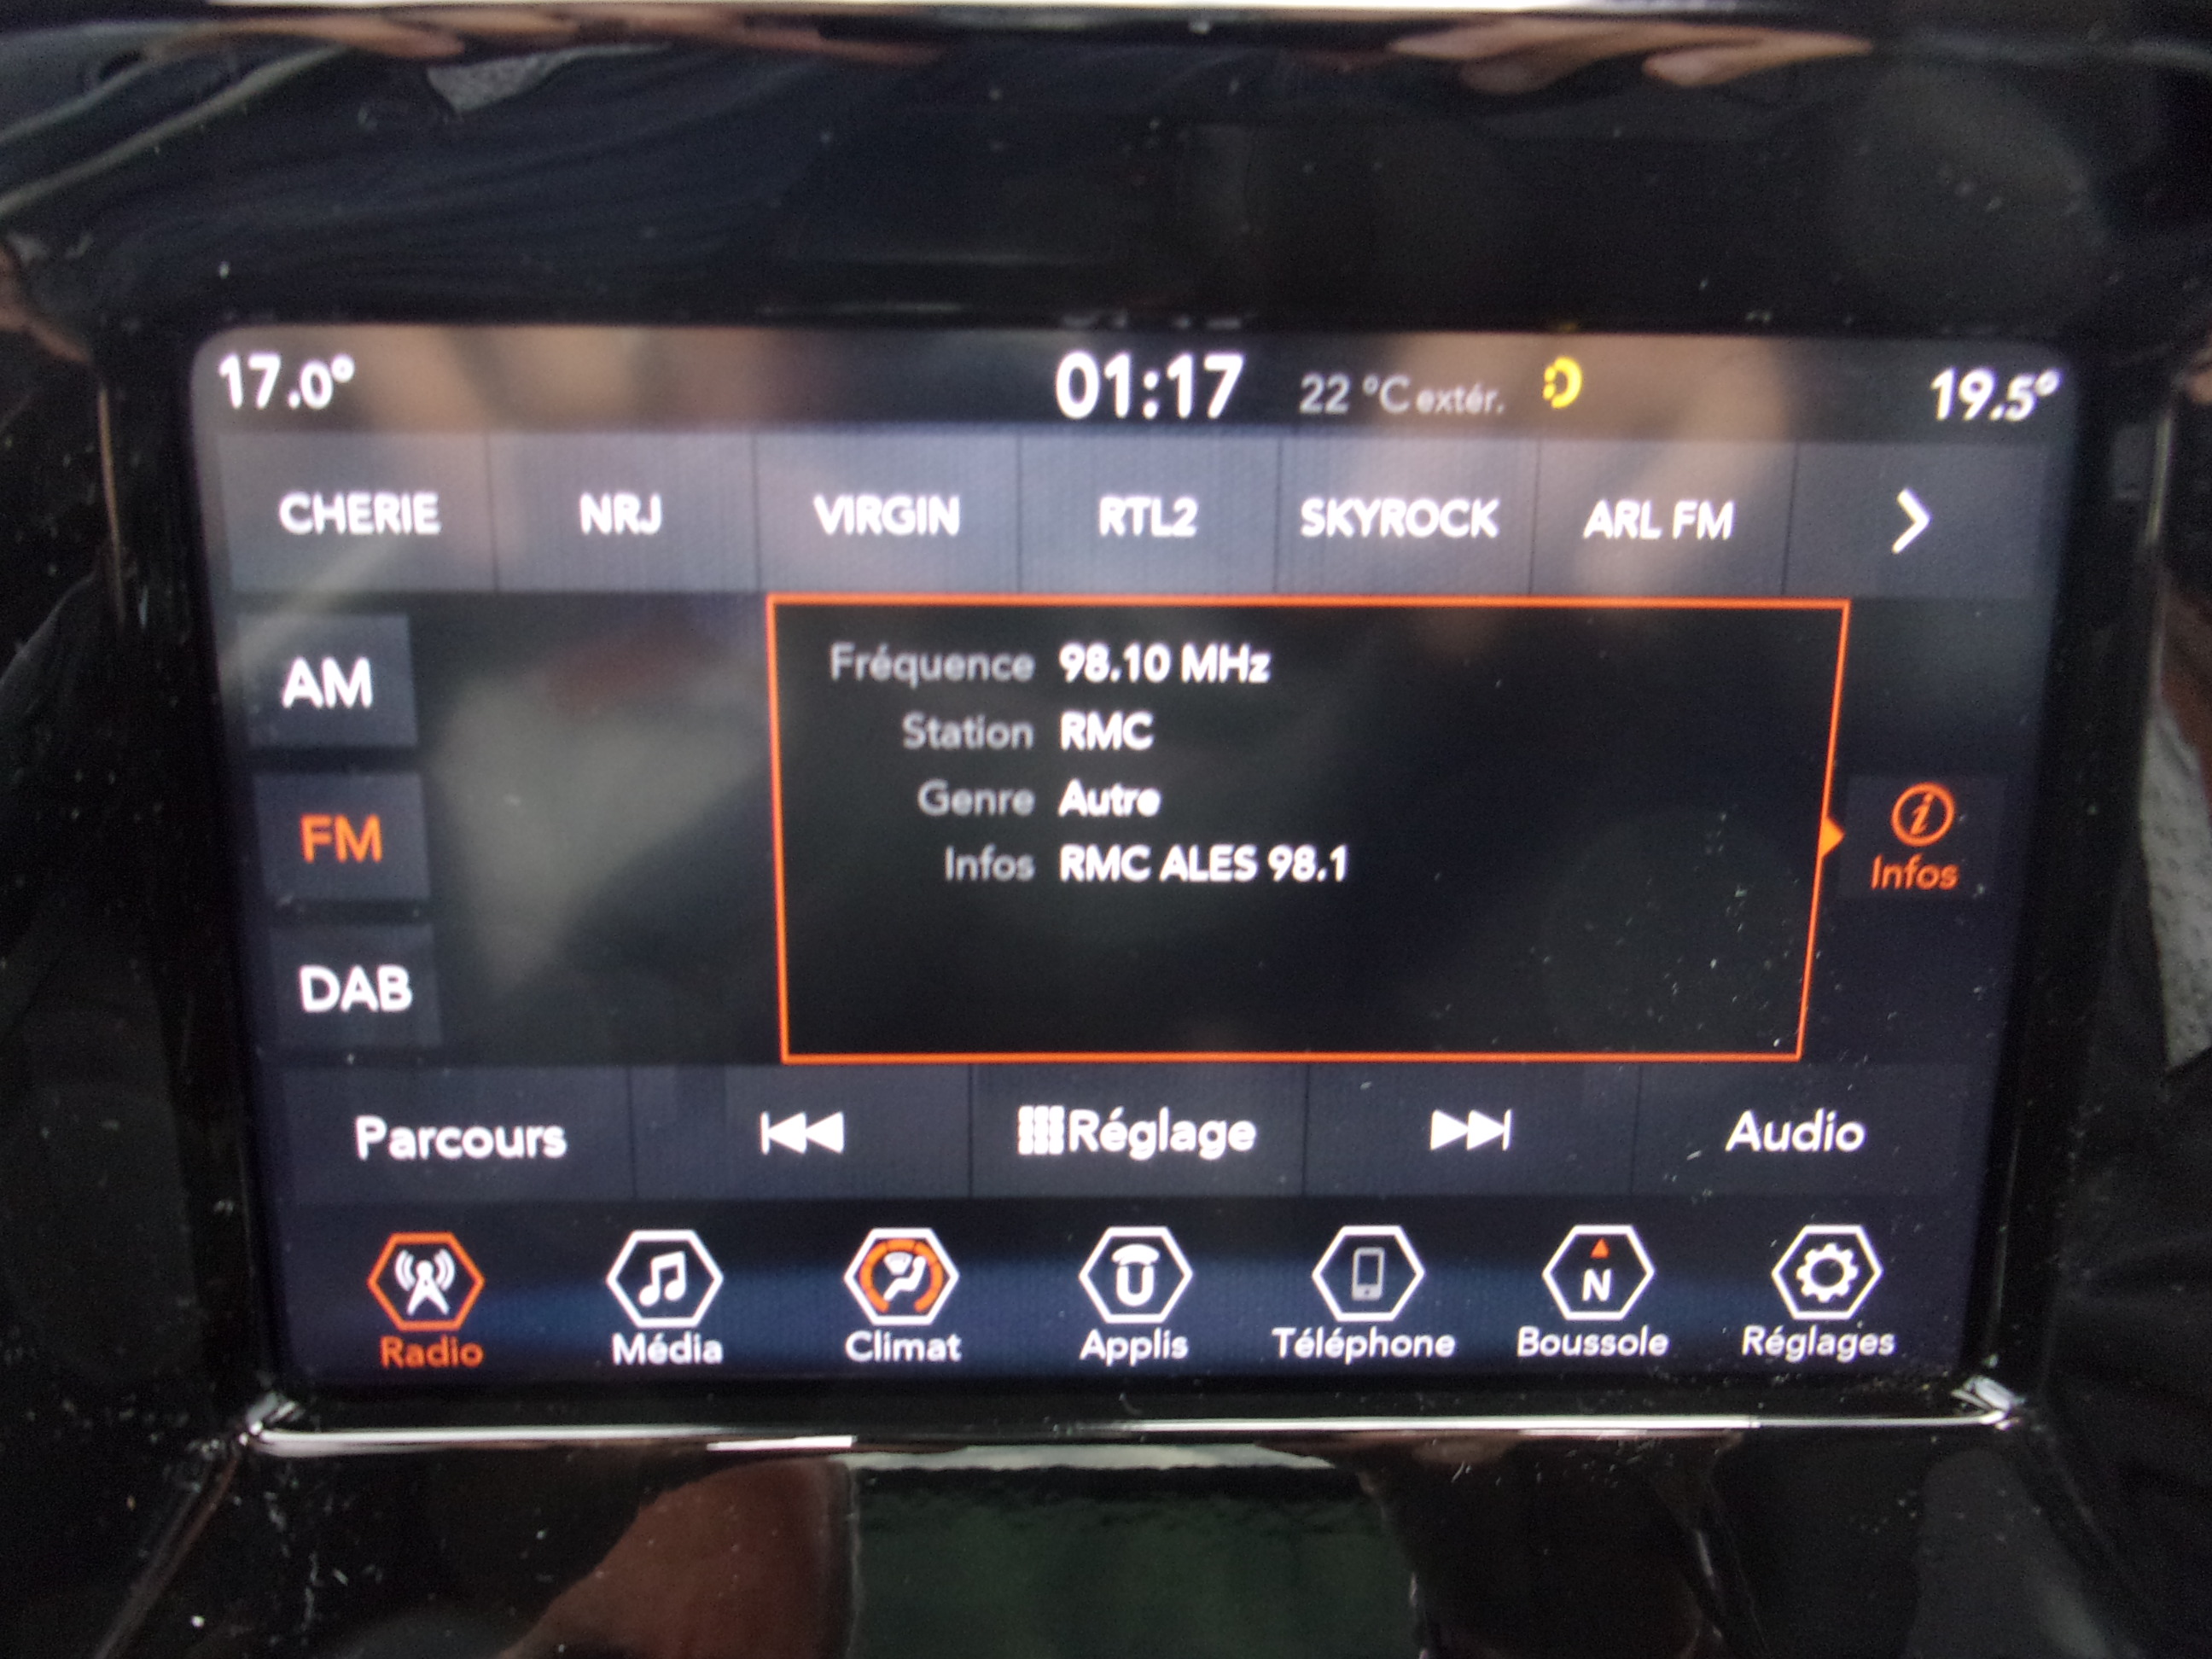 17.0° 01:17 22 °C extér. 19.5°
CHERIE NRJ VIRGIN RTL2 SKYROCK ARL FM
AM
FM
DAB
Fréquence 98.10 MHz
Station RMC
Genre Autre
Infos RMC ALES 98.1
Infos
Parcours Réglage Audio
U N
Radio Média Climat Applis Téléphone Boussole Réglages